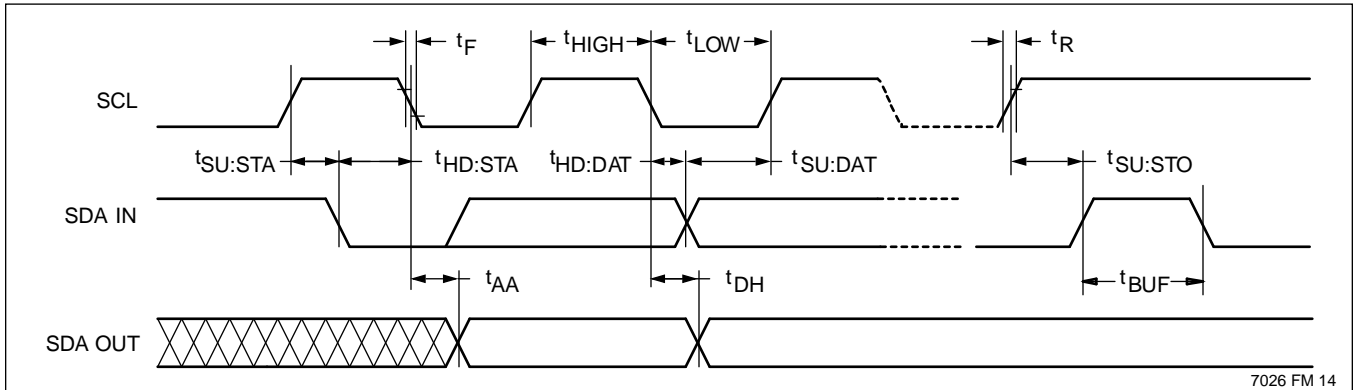 tF tHIGH tLOW tR
SCL
tSU:STA tHD:STA tHD:DAT tSU:DAT tSU:STO
SDA IN
tAA tDH tBUF
SDA OUT
7026 FM 14